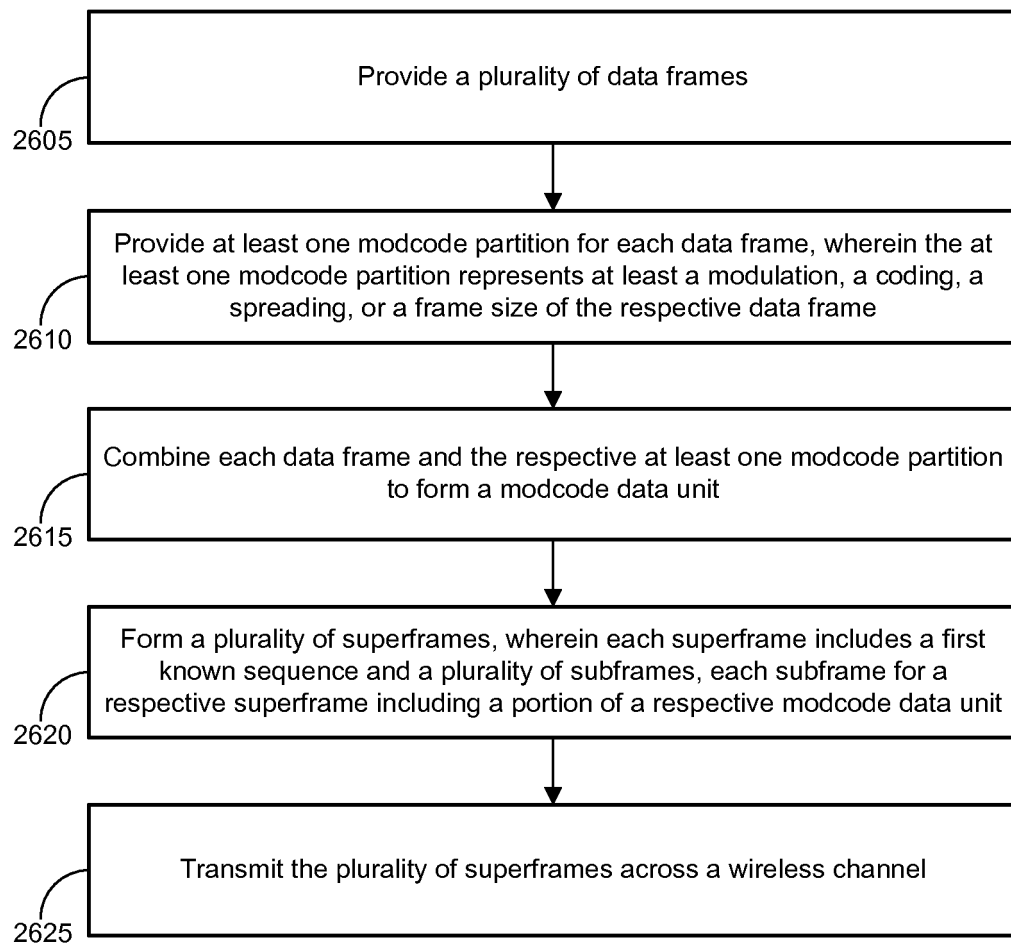 Provide a plurality of data frames
2605
Provide at least one modcode partition for each data frame, wherein the at
least one modcode partition represents at least a modulation, a coding, a
spreading, or a frame size of the respective data frame
2610
Combine each data frame and the respective at least one modcode partition
to form a modcode data unit
2615
Form a plurality of superframes, wherein each superframe includes a first
known sequence and a plurality of subframes, each subframe for a
respective superframe including a portion of a respective modcode data unit
2620
Transmit the plurality of superframes across a wireless channel
2625